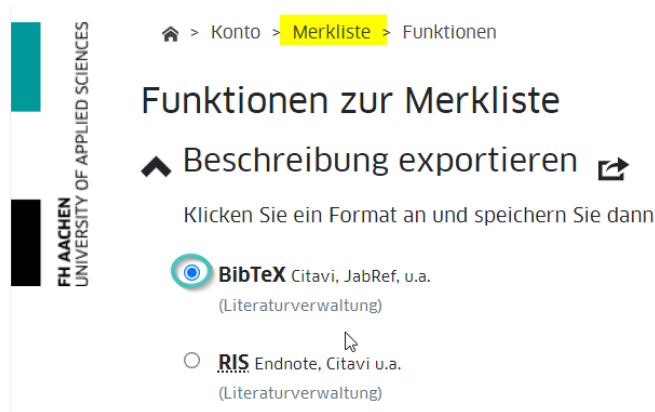 > Konto > Merkliste > Funktionen
FH AACHEN
UNIVERSITY OF APPLIED SCIENCES
Funktionen zur Merkliste
Beschreibung exportieren
Klicken Sie ein Format an und speichern Sie dann
BibTeX Citavi, JabRef, u.a.
(Literaturverwaltung)
RIS Endnote, Citavi u.a.
(Literaturverwaltung)